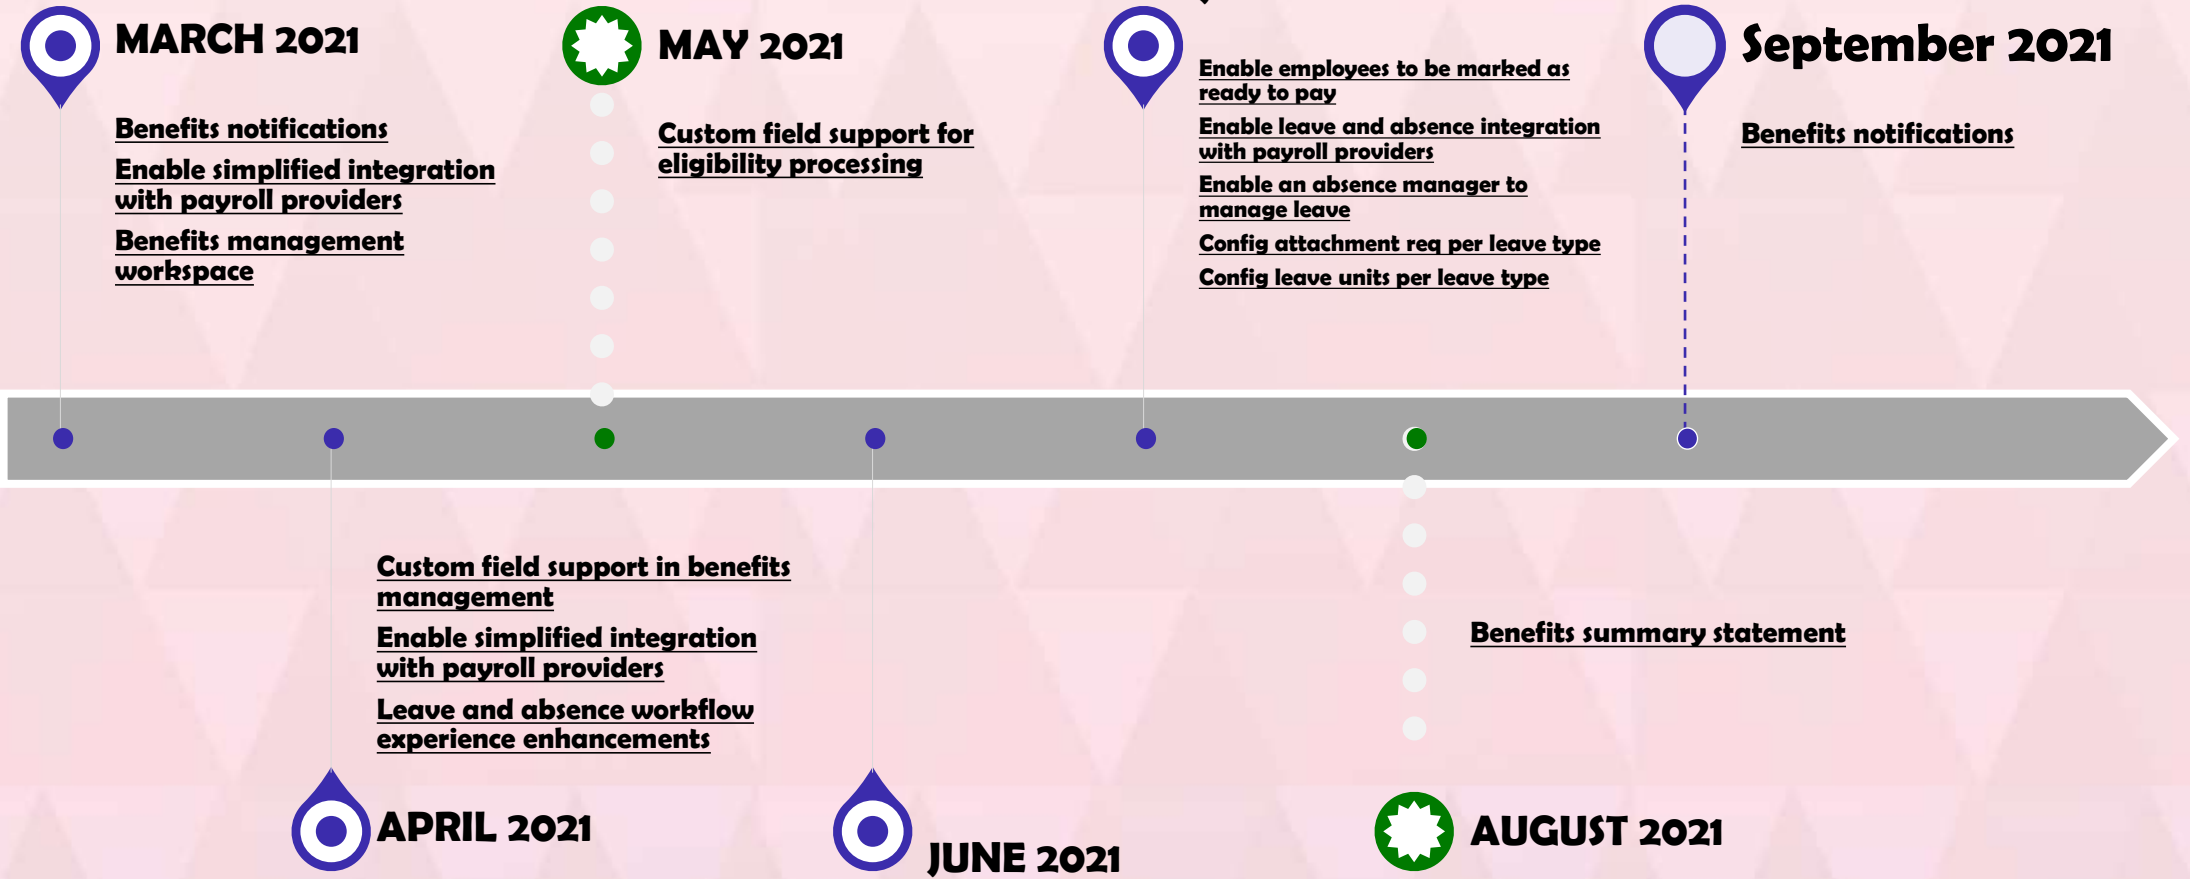 MARCH 2021
Benefits notifications
Enable simplified integration
with payroll providers
Benefits management
workspace
MAY 2021
Custom field support for
eligibility processing
Enable employees to be marked as
ready to pay
Enable leave and absence integration
with payroll providers
Enable an absence manager to
manage leave
Config attachment req per leave type
Config leave units per leave type
September 2021
Benefits notifications
Custom field support in benefits
management
Enable simplified integration
with payroll providers
Leave and absence workflow
experience enhancements
APRIL 2021
JUNE 2021
Benefits summary statement
AUGUST 2021